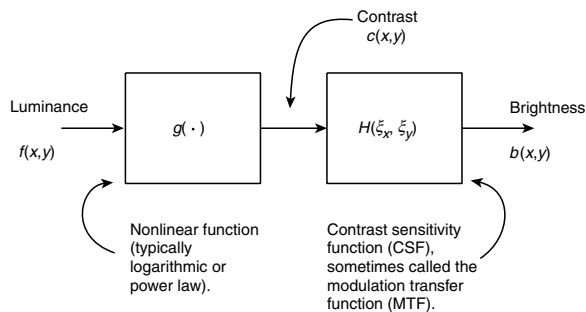 Contrast
c(x,y)
Luminance
f(x,y)
g( · )
H(ξx, ξy)
Brightness
b(x,y)
Nonlinear function
(typically
logarithmic or
power law).
Contrast sensitivity
function (CSF),
sometimes called the
modulation transfer
function (MTF).